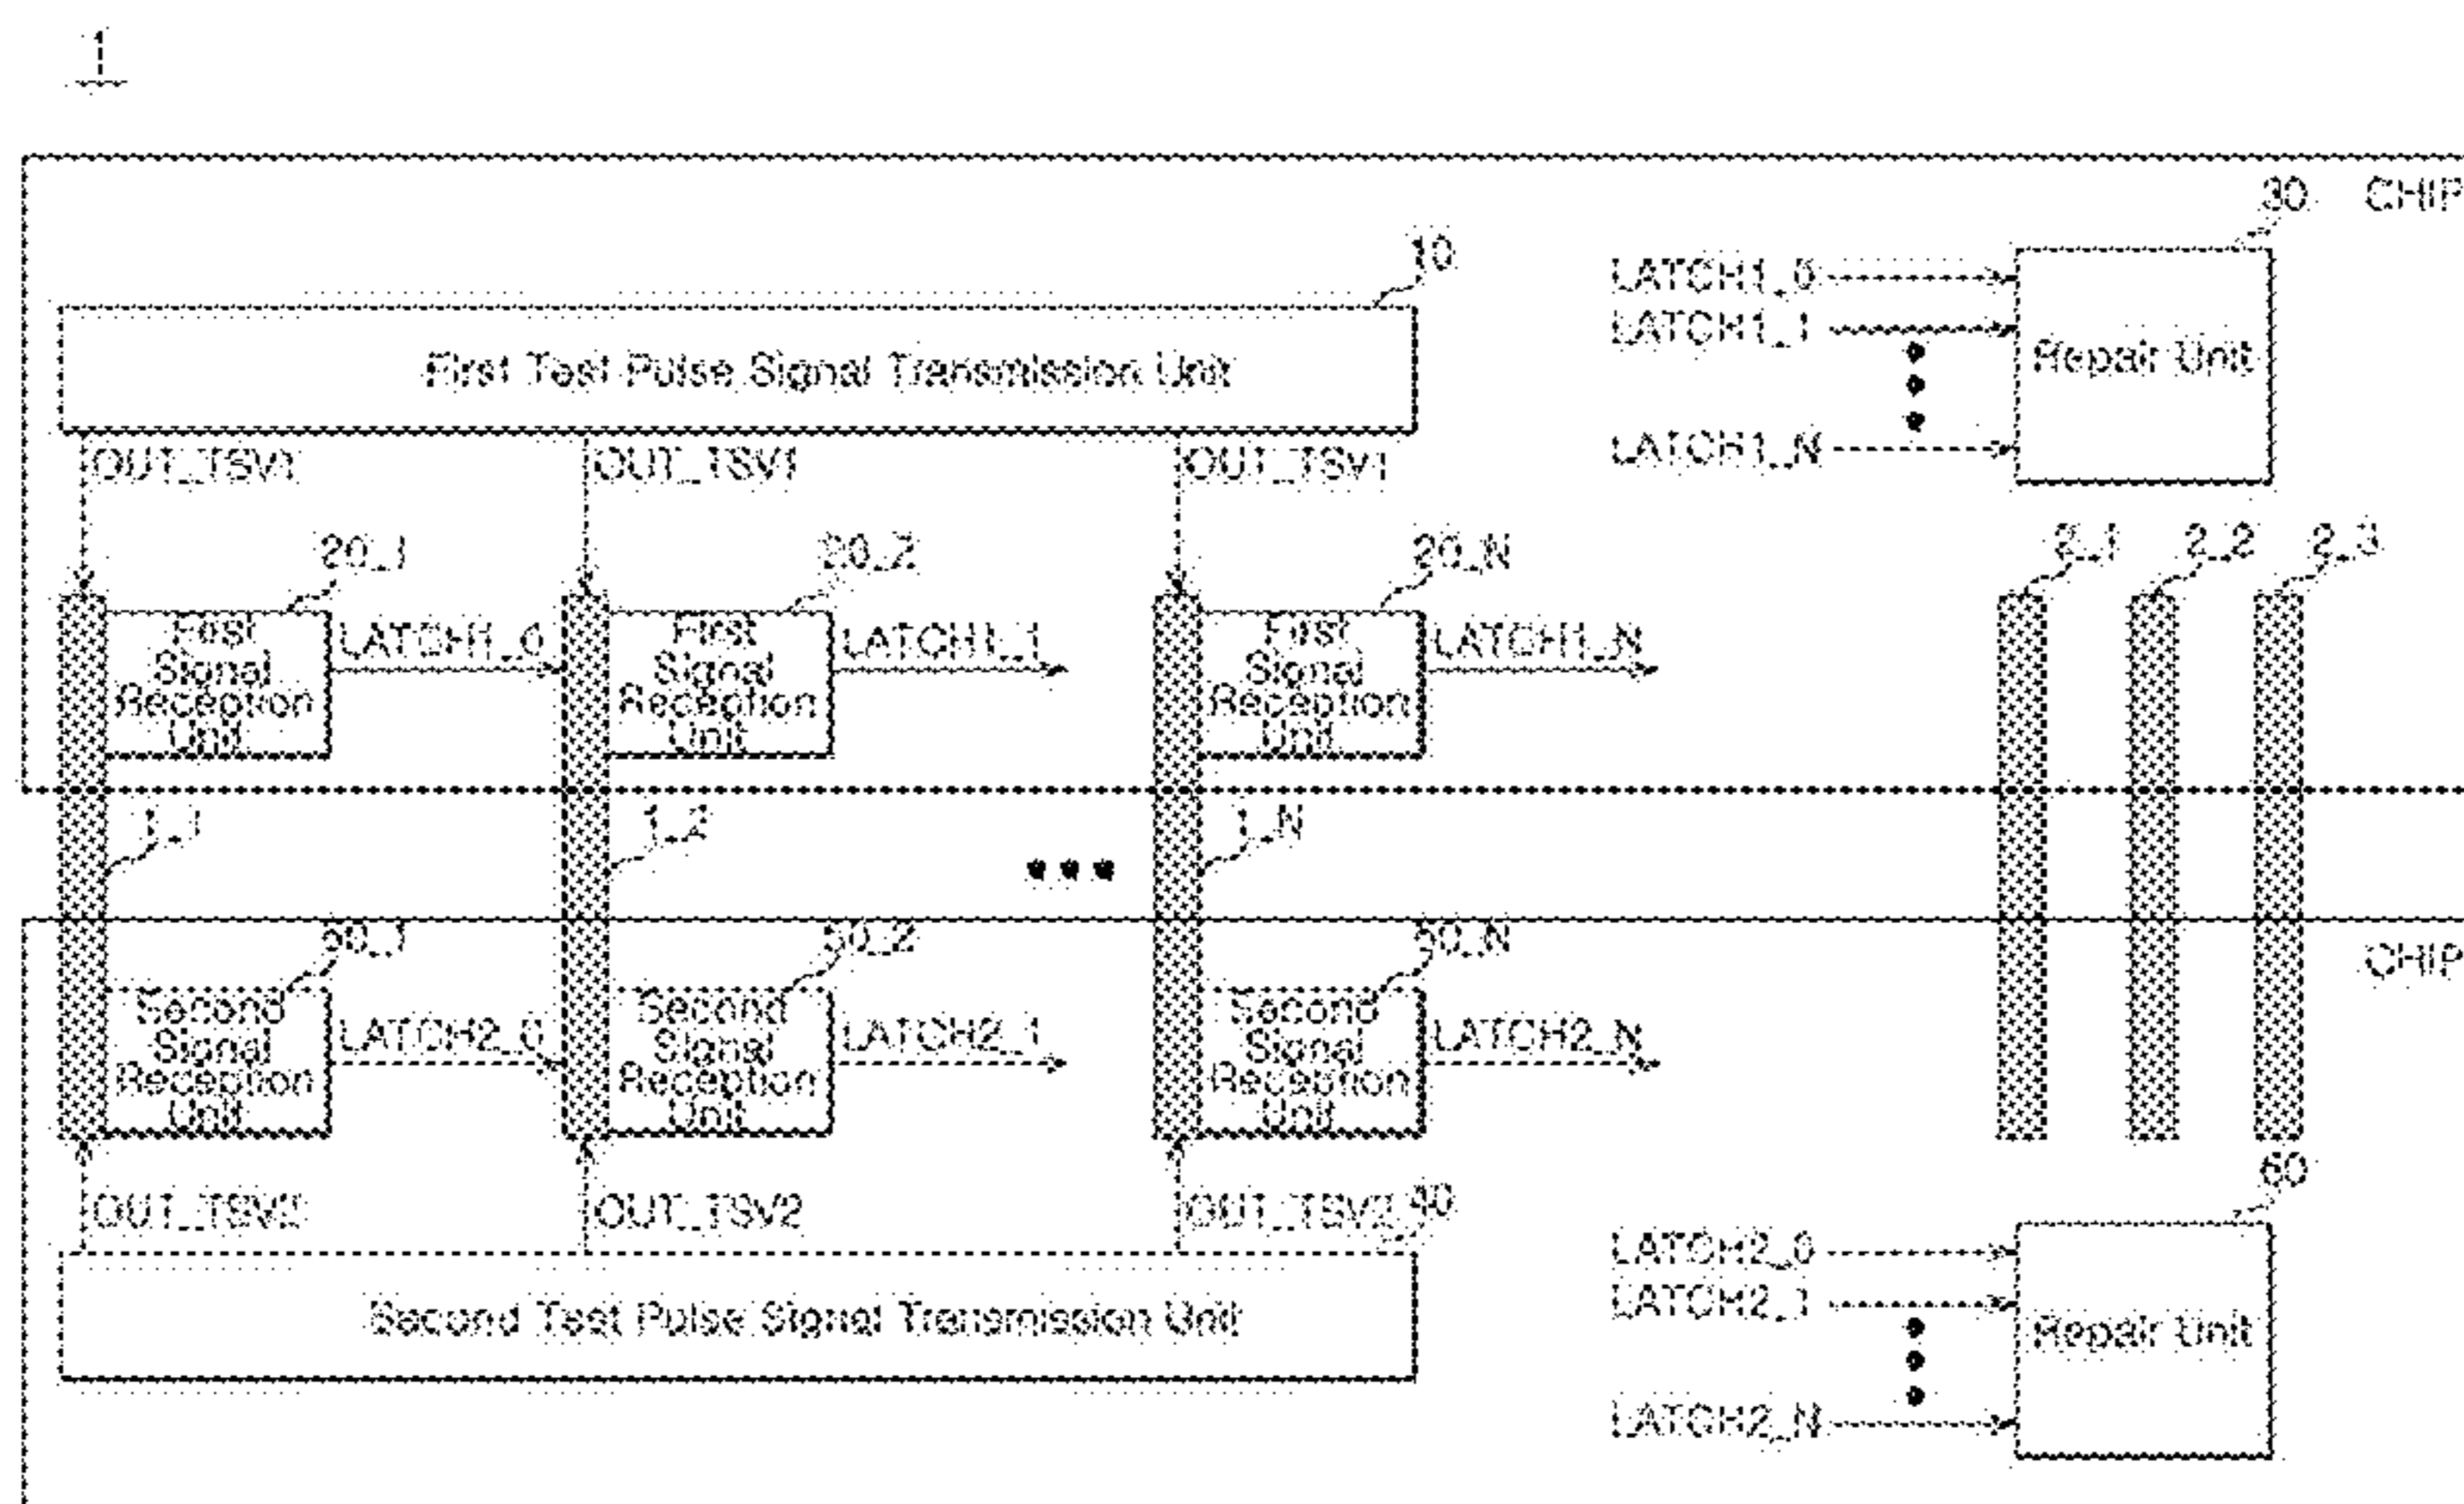 1
30 CHIP
10
LATCH1_0
LATCH1_1
First Test Pulse Signal Transmission Unit
Repair Unit
LATCH1_N
OUT_TSV1 OUT_TSV1 OUT_TSV1
20_1 20_2 20_N 2_1 2_2 2_3
First Signal Reception Unit
LATCH1_0
First Signal Reception Unit
LATCH1_1
First Signal Reception Unit
LATCH1_N
1_1 1_2 1_N
50_1 50_2 50_N CHIP
Second Signal Reception Unit
LATCH2_0
Second Signal Reception Unit
LATCH2_1
Second Signal Reception Unit
LATCH2_N
60
OUT_TSV2 OUT_TSV2 OUT_TSV2 40
LATCH2_0
LATCH2_1
Second Test Pulse Signal Transmission Unit
Repair Unit
LATCH2_N